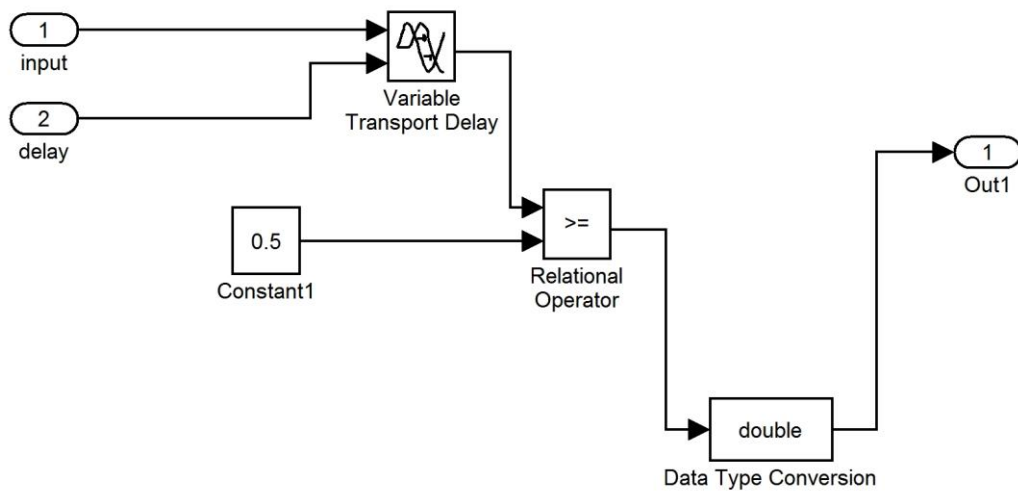 1
input
2
delay
Variable
Transport Delay
0.5
Constant1
>=
Relational
Operator
double
Data Type Conversion
1
Out1